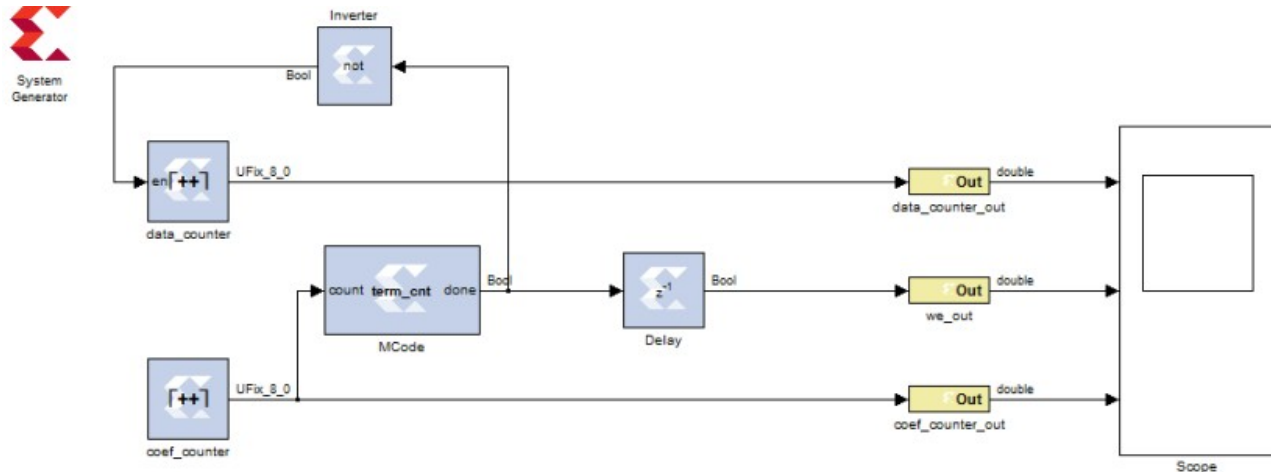 Inverter
System
Generator
Bool
not
en
[++]
UFix_8_0
data_counter
Out
double
data_counter_out
count
term_cnt
done
Bool
MCode
z-1
Bool
Delay
Out
double
we_out
[++]
UFix_8_0
coef_counter
Out
double
coef_counter_out
Scope